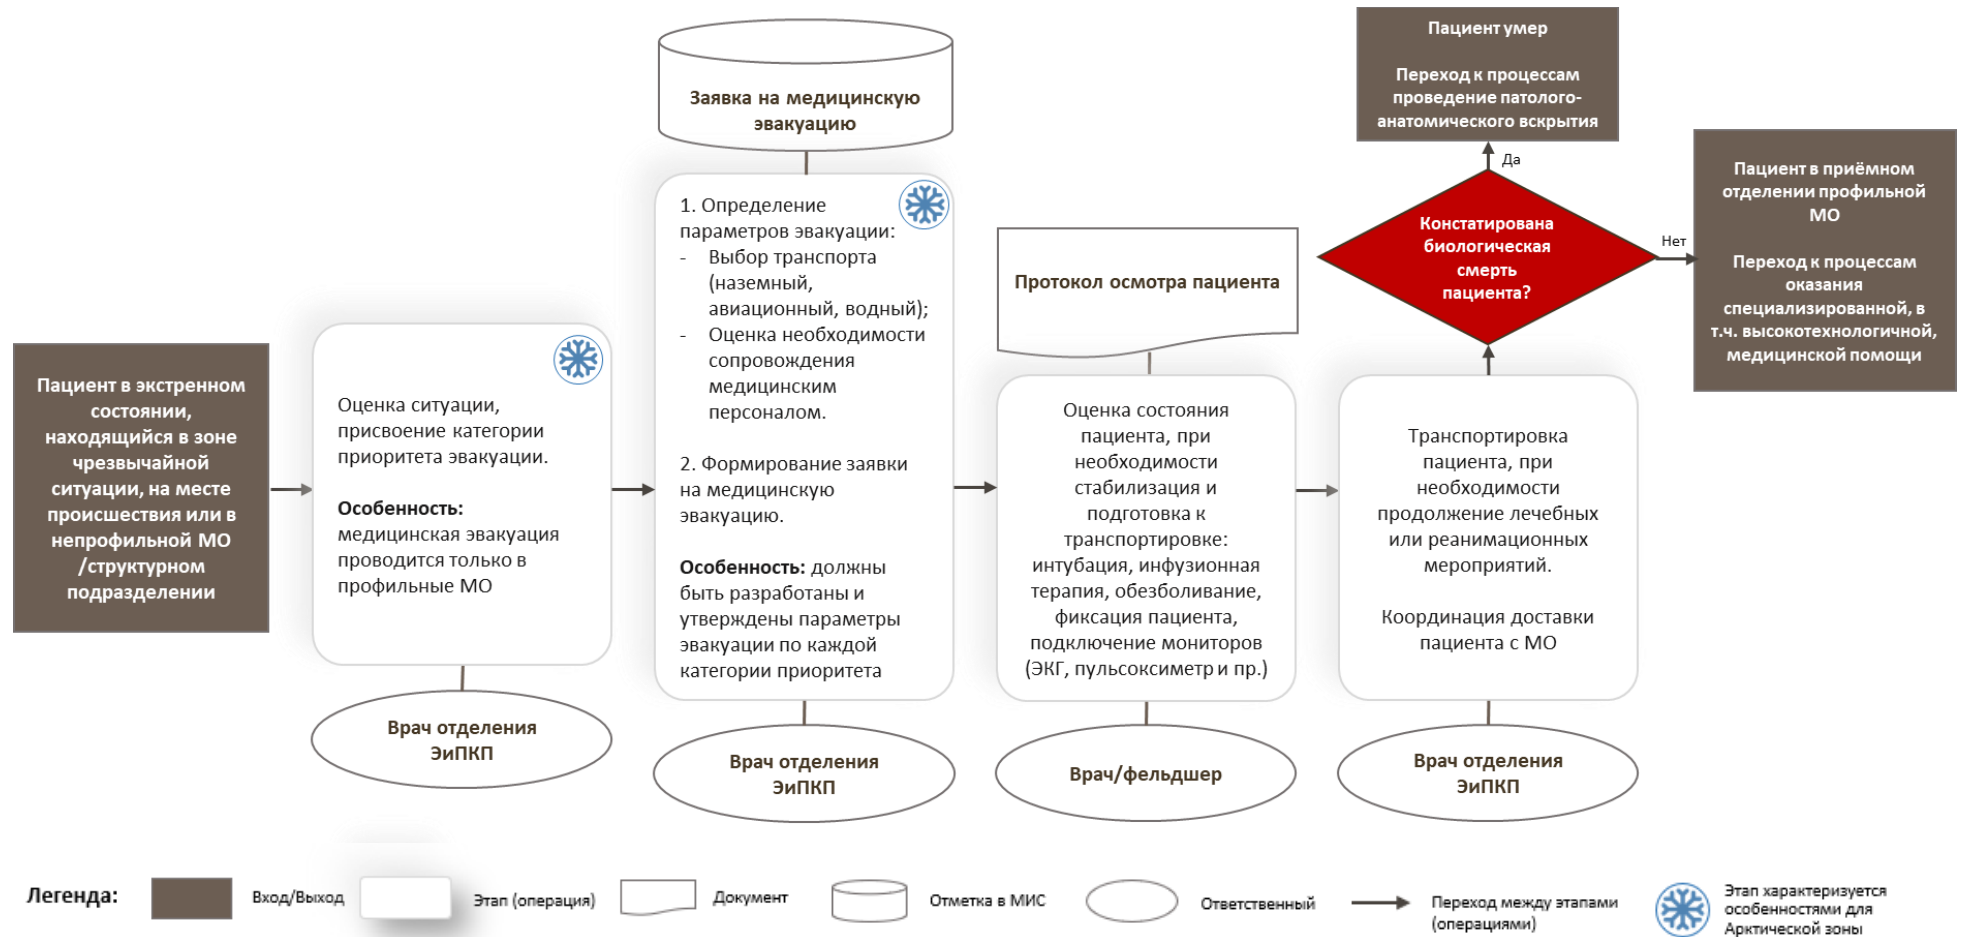 Заявка на медицинскую
эвакуацию
Пациент умер
Переход к процессам
проведение патолого-
анатомического вскрытия
Да
Констатирована
биологическая
смерть
пациента?
Нет
Пациент в приёмном
отделении профильной
МО
Переход к процессам
оказания
специализированной, в
т.ч. высокотехнологичной,
медицинской помощи
Пациент в экстренном
состоянии,
находящийся в зоне
чрезвычайной
ситуации, на месте
происшествия или в
непрофильной МО
/структурном
подразделении
Оценка ситуации,
присвоение категории
приоритета эвакуации.
Особенность:
медицинская эвакуация
проводится только в
профильные МО
Врач отделения
ЭиПКП
1. Определение
параметров эвакуации:
- Выбор транспорта
(наземный,
авиационный, водный);
- Оценка необходимости
сопровождения
медицинским
персоналом.
2. Формирование заявки
на медицинскую
эвакуацию.
Особенность: должны
быть разработаны и
утверждены параметры
эвакуации по каждой
категории приоритета
Врач отделения
ЭиПКП
Протокол осмотра пациента
Оценка состояния
пациента, при
необходимости
стабилизация и
подготовка к
транспортировке:
интубация, инфузионная
терапия, обезболивание,
фиксация пациента,
подключение мониторов
(ЭКГ, пульсоксиметр и пр.)
Врач/фельдшер
Транспортировка
пациента, при
необходимости
продолжение лечебных
или реанимационных
мероприятий.
Координация доставки
пациента с МО
Врач отделения
ЭиПКП
Легенда:
Вход/Выход
Этап (операция)
Документ
Отметка в МИС
Ответственный
Переход между этапами
(операциями)
Этап характеризуется
особенностями для
Арктической зоны